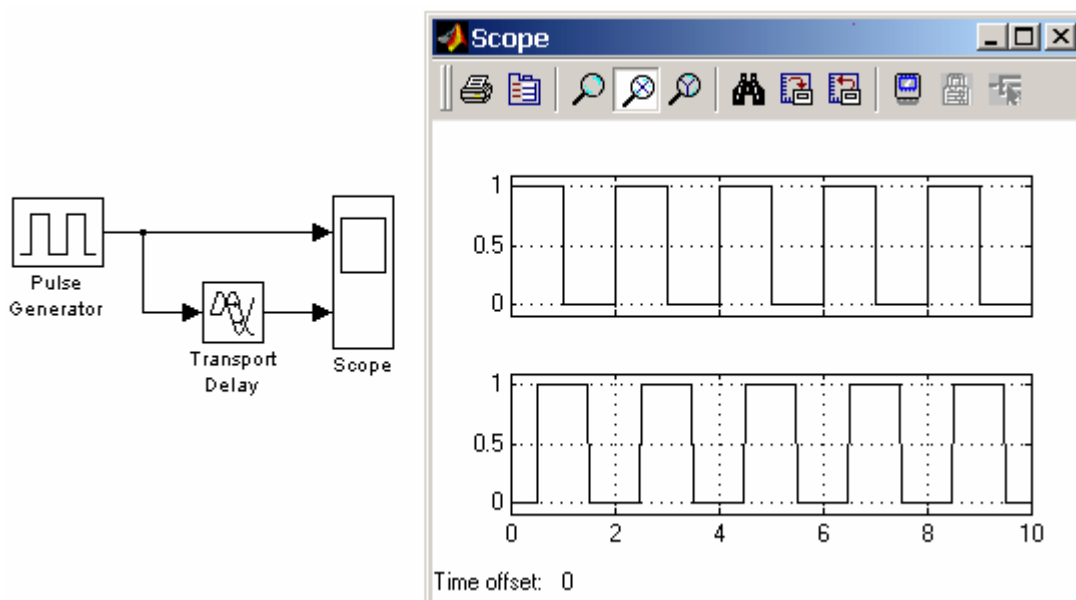 Scope
1
0.5
0
1
0.5
0
0 2 4 6 8 10
Time offset: 0
Pulse
Generator
Transport
Delay
Scope